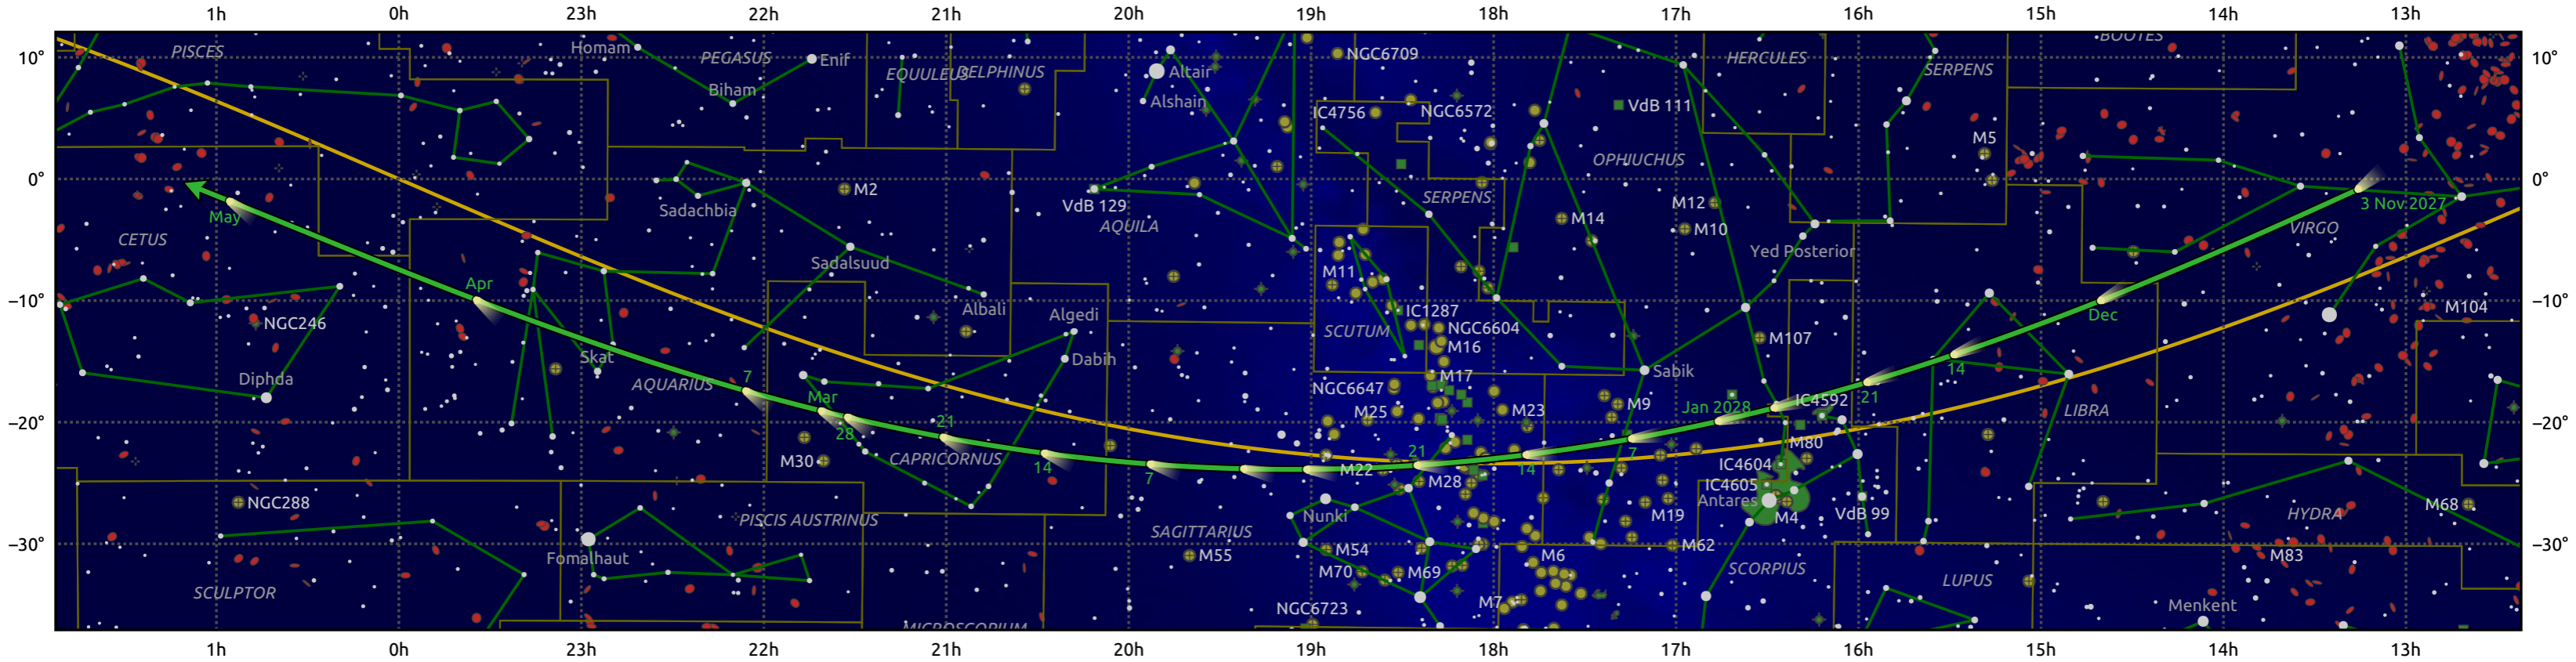 1h 0h 23h 22h 21h 20h 19h 18h 17h 16h 15h 14h 13h
PISCES Homam PEGASUS Enif EQUULEUS DELPHINUS Altair NGC6709 HERCULES SERPENS BOOTES
10° 10°
Biham Alshain IC4756 NGC6572 VdB 111
M5
OPHIUCHUS
0° M2 0°
Sadachbia VdB 129 SERPENS M12 3 Nov 2027
May AQUILA M14 M10 VIRGO
CETUS Sadalsuud Yed Posterior
M11
Apr
−10° Albali IC1287 M104 −10°
NGC246 Algedi SCUTUM NGC6604 Dec
M16 M107
Skat Dabih 14
Diphda AQUARIUS 7 NGC6647 M17 Sabik
Mar M25 M23 M9 Jan 2028 IC4592 21 LIBRA
−20° 28 21 −20°
M30 CAPRICORNUS 14 7 M22 21 14 7 M80
M28 IC4604
IC4605
NGC288 Antares M4 VdB 99 M68
PISCIS AUSTRINUS SAGITTARIUS Nunki M19 HYDRA
−30° Fomalhaut M55 M54 M6 M62 M83 −30°
SCULPTOR M70 M69 SCORPIUS LUPUS
NGC6723 M7 Menkent
MICROSCOPIUM
1h 0h 23h 22h 21h 20h 19h 18h 17h 16h 15h 14h 13h